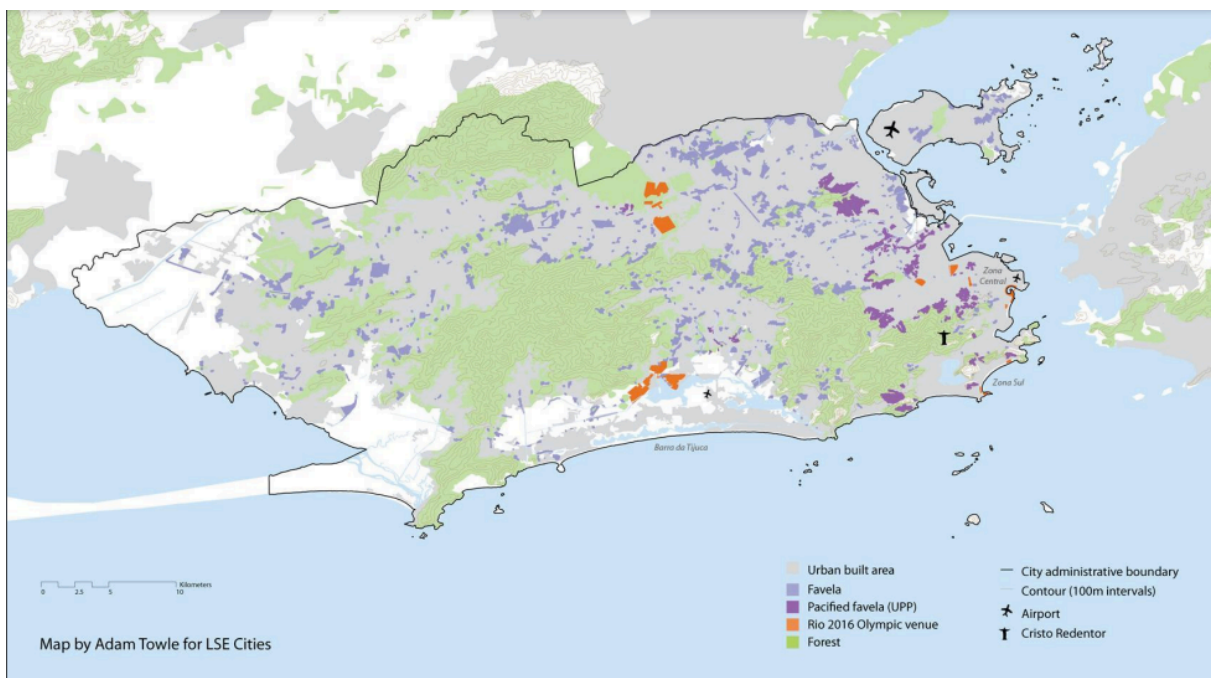 Zona
Central
Zona Sul
Barra da Tijuca
Kilometers
0 2.5 5 10
Map by Adam Towle for LSE Cities
Urban built area
Favela
Pacified favela (UPP)
Rio 2016 Olympic venue
Forest
City administrative boundary
Contour (100m intervals)
Airport
Cristo Redentor